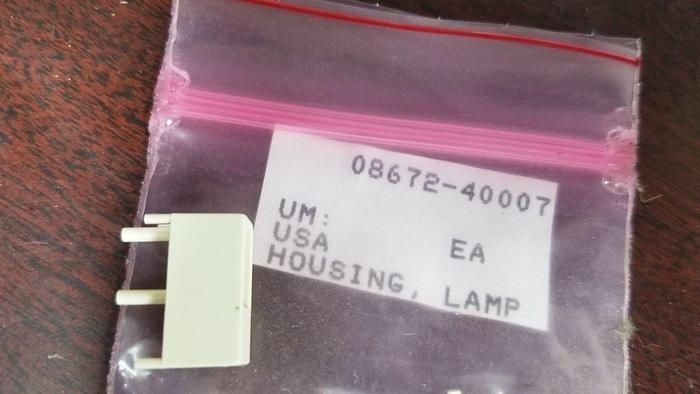 08672-40007
UM:
USA EA
HOUSING, LAMP